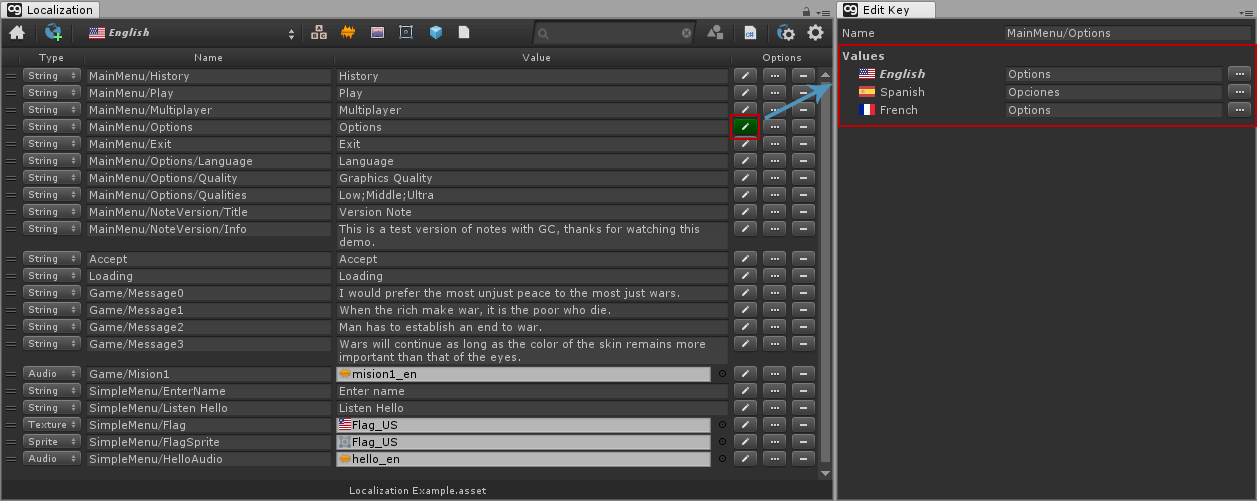 Localization
English
Type Name Value Options
String MainMenu/History History
String MainMenu/Play Play
String MainMenu/Multiplayer Multiplayer
String MainMenu/Options Options
String MainMenu/Exit Exit
String MainMenu/Options/Language Language
String MainMenu/Options/Quality Graphics Quality
String MainMenu/Options/Qualities Low;Middle;Ultra
String MainMenu/NoteVersion/Title Version Note
String MainMenu/NoteVersion/Info This is a test version of notes with GC, thanks for watching this
demo.
String Accept Accept
String Loading Loading
String Game/Message0 I would prefer the most unjust peace to the most just wars.
String Game/Message1 When the rich make war, it is the poor who die.
String Game/Message2 Man has to establish an end to war.
String Game/Message3 Wars will continue as long as the color of the skin remains more
important than that of the eyes.
Audio Game/Mision1 mision1_en
String SimpleMenu/EnterName Enter name
String SimpleMenu/Listen Hello Listen Hello
Texture SimpleMenu/Flag Flag_US
Sprite SimpleMenu/FlagSprite Flag_US
Audio SimpleMenu/HelloAudio hello_en
Localization Example.asset
Edit Key
Name MainMenu/Options
Values
English Options
Spanish Opciones
French Options